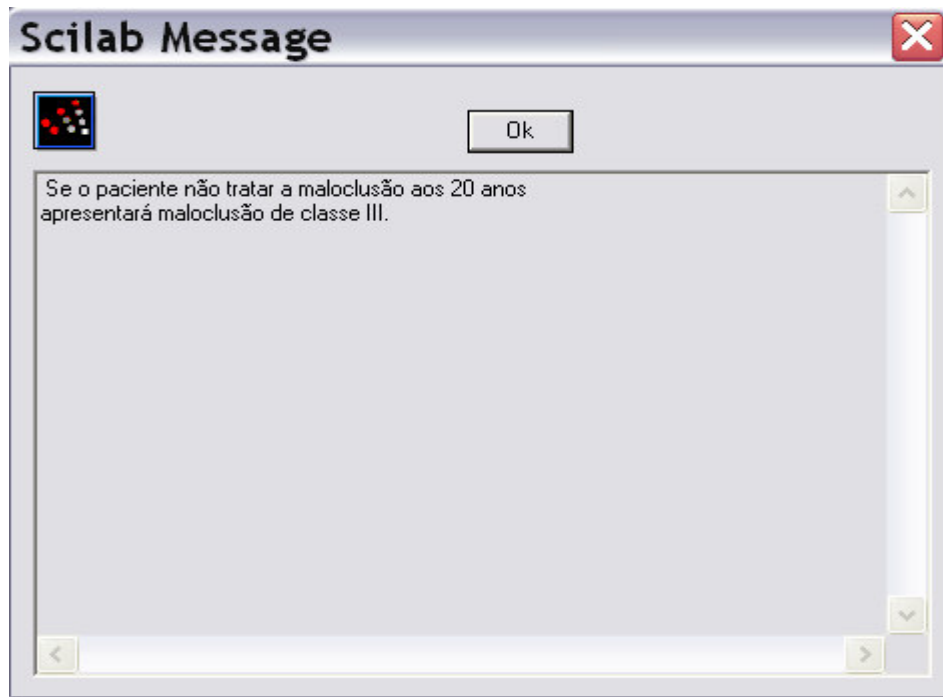 Scilab Message
Ok
Se o paciente não tratar a maloclusão aos 20 anos
apresentará maloclusão de classe III.